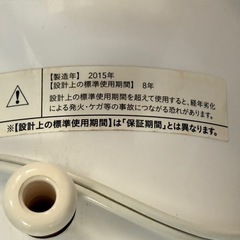 【製造年】 2015年
【設計上の標準使用期間】 8年
設計上の標準使用期間を超えて使用すると、経年劣化
による発火・ケガ等の事故につながる恐れがあります。
※【設計上の標準使用期間】は「保証期間」とは異なります。